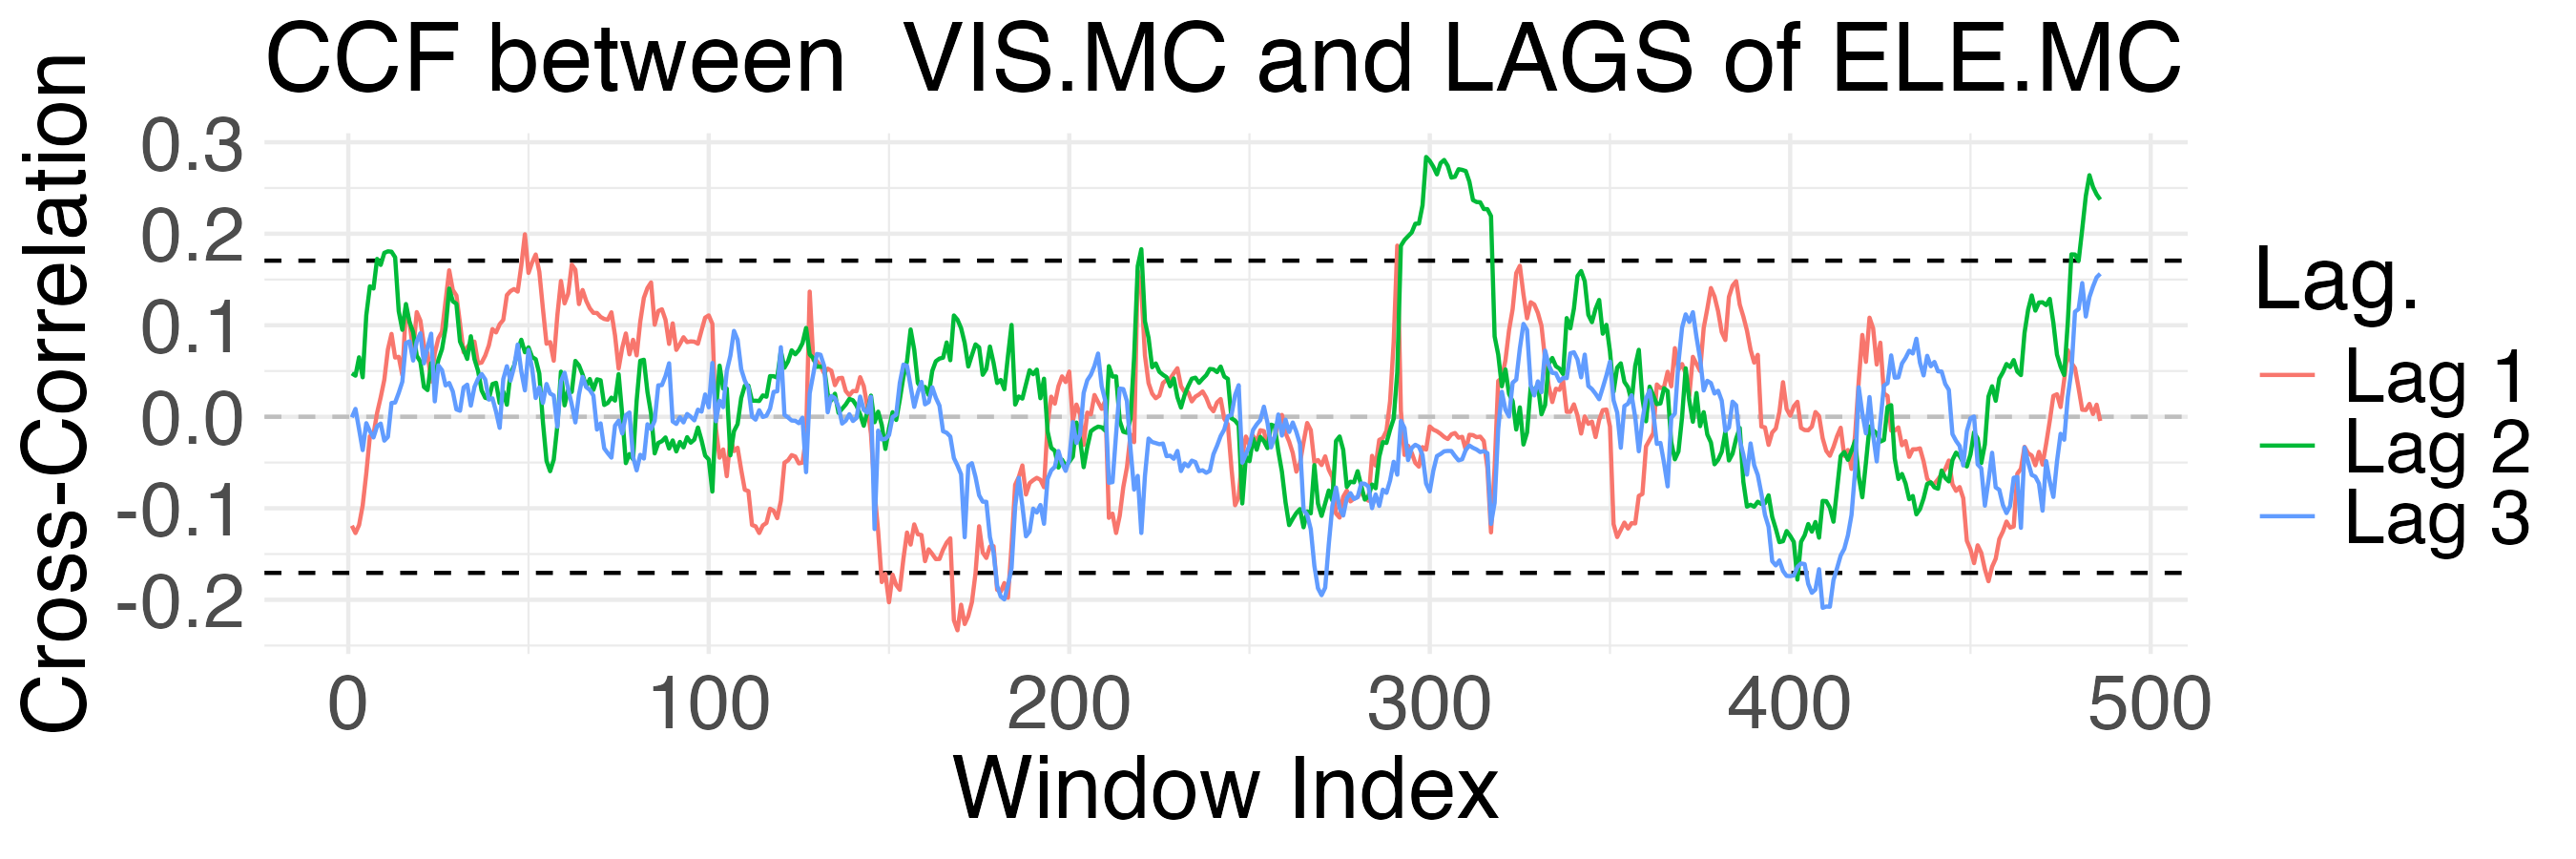 CCF between  VIS.MC and LAGS of ELE.MC
Cross-Correlation
0.3
0.2
0.1
0.0
-0.1
-0.2
0 100 200 300 400 500
Window Index
Lag.
Lag 1
Lag 2
Lag 3